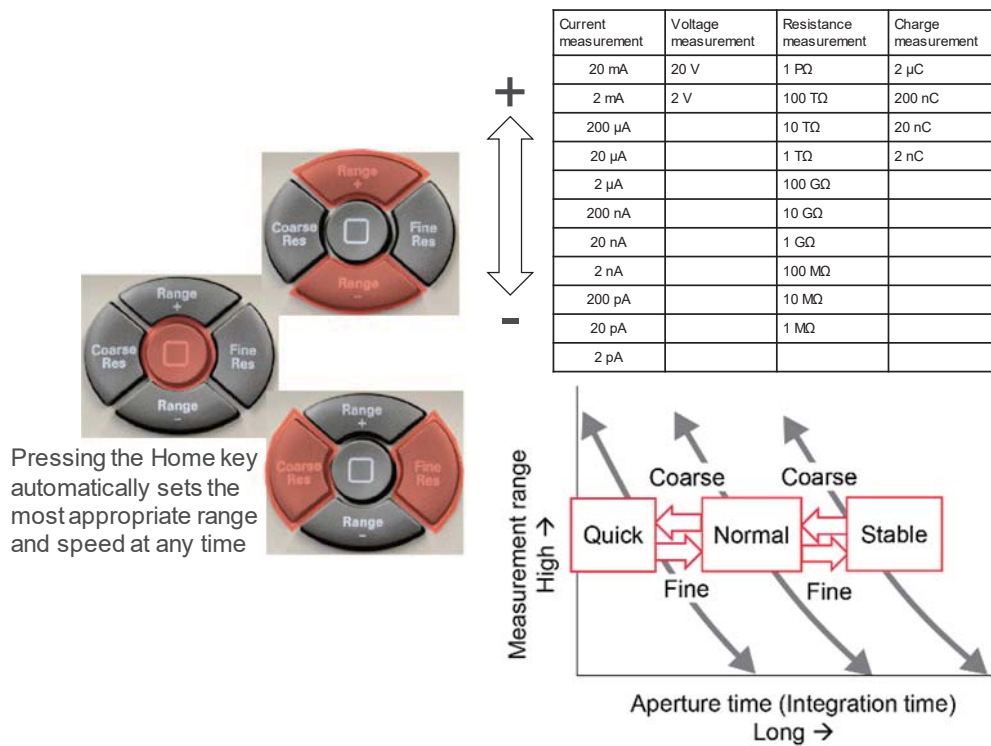 Current measurement Voltage measurement Resistance measurement Charge measurement
20 mA 20 V 1 PΩ 2 µC
2 mA 2 V 100 TΩ 200 nC
200 µA 10 TΩ 20 nC
20 µA 1 TΩ 2 nC
2 µA 100 GΩ
200 nA 10 GΩ
20 nA 1 GΩ
2 nA 100 MΩ
200 pA 10 MΩ
20 pA 1 MΩ
2 pA
+
-
Range
+
Coarse
Res
Fine
Res
Range
-
Range
+
Coarse
Res
Fine
Res
Range
-
Range
+
Coarse
Res
Fine
Res
Range
-
Pressing the Home key
automatically sets the
most appropriate range
and speed at any time
Measurement range
High →
Coarse Coarse
Quick Normal Stable
Fine Fine
Aperture time (Integration time)
Long →